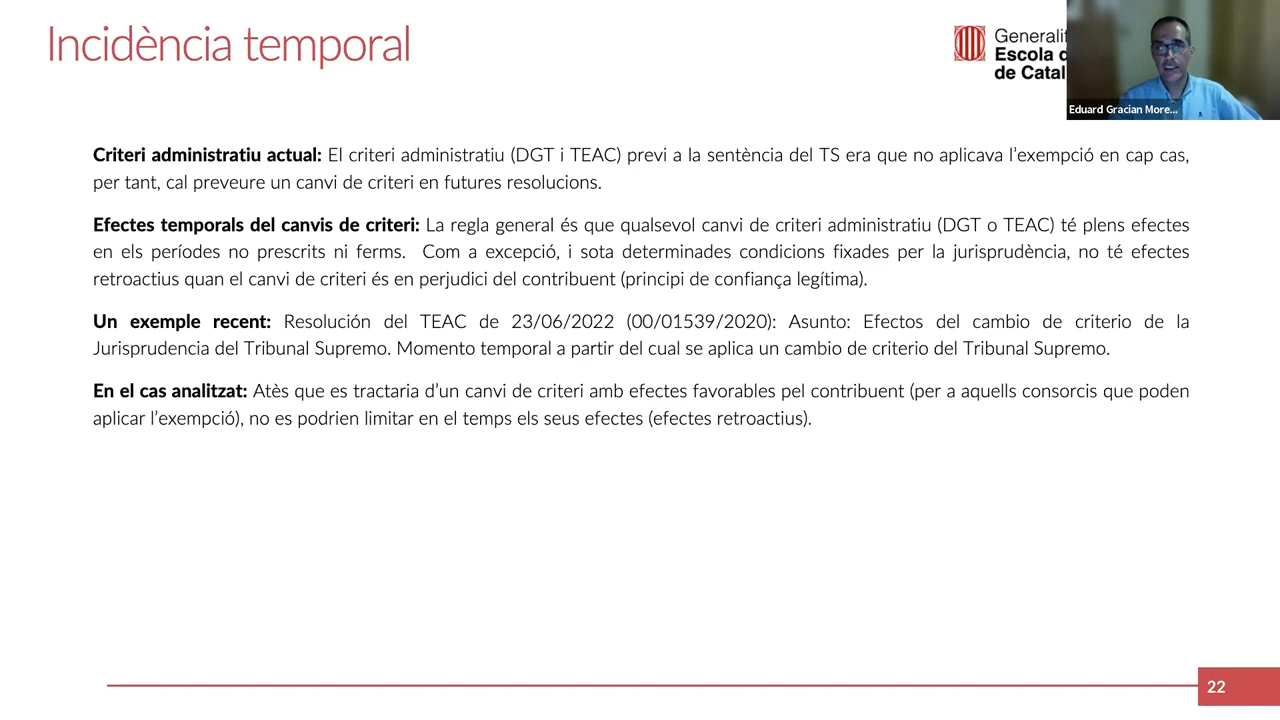 Incidència temporal
Generalit
Escola d
de Catal
Eduard Gracian More...
Criteri administratiu actual: El criteri administratiu (DGT i TEAC) previ a la sentència del TS era que no aplicava l'exempció en cap cas,
per tant, cal preveure un canvi de criteri en futures resolucions.
Efectes temporals del canvis de criteri: La regla general és que qualsevol canvi de criteri administratiu (DGT o TEAC) té plens efectes
en els períodes no prescrits ni ferms. Com a excepció, i sota determinades condicions fixades per la jurisprudència, no té efectes
retroactius quan el canvi de criteri és en perjudici del contribuent (principi de confiança legítima).
Un exemple recent: Resolución del TEAC de 23/06/2022 (00/01539/2020): Asunto: Efectos del cambio de criterio de la
Jurisprudencia del Tribunal Supremo. Momento temporal a partir del cual se aplica un cambio de criterio del Tribunal Supremo.
En el cas analitzat: Atès que es tractaria d'un canvi de criteri amb efectes favorables pel contribuent (per a aquells consorcis que poden
aplicar l'exempció), no es podrien limitar en el temps els seus efectes (efectes retroactius).
22